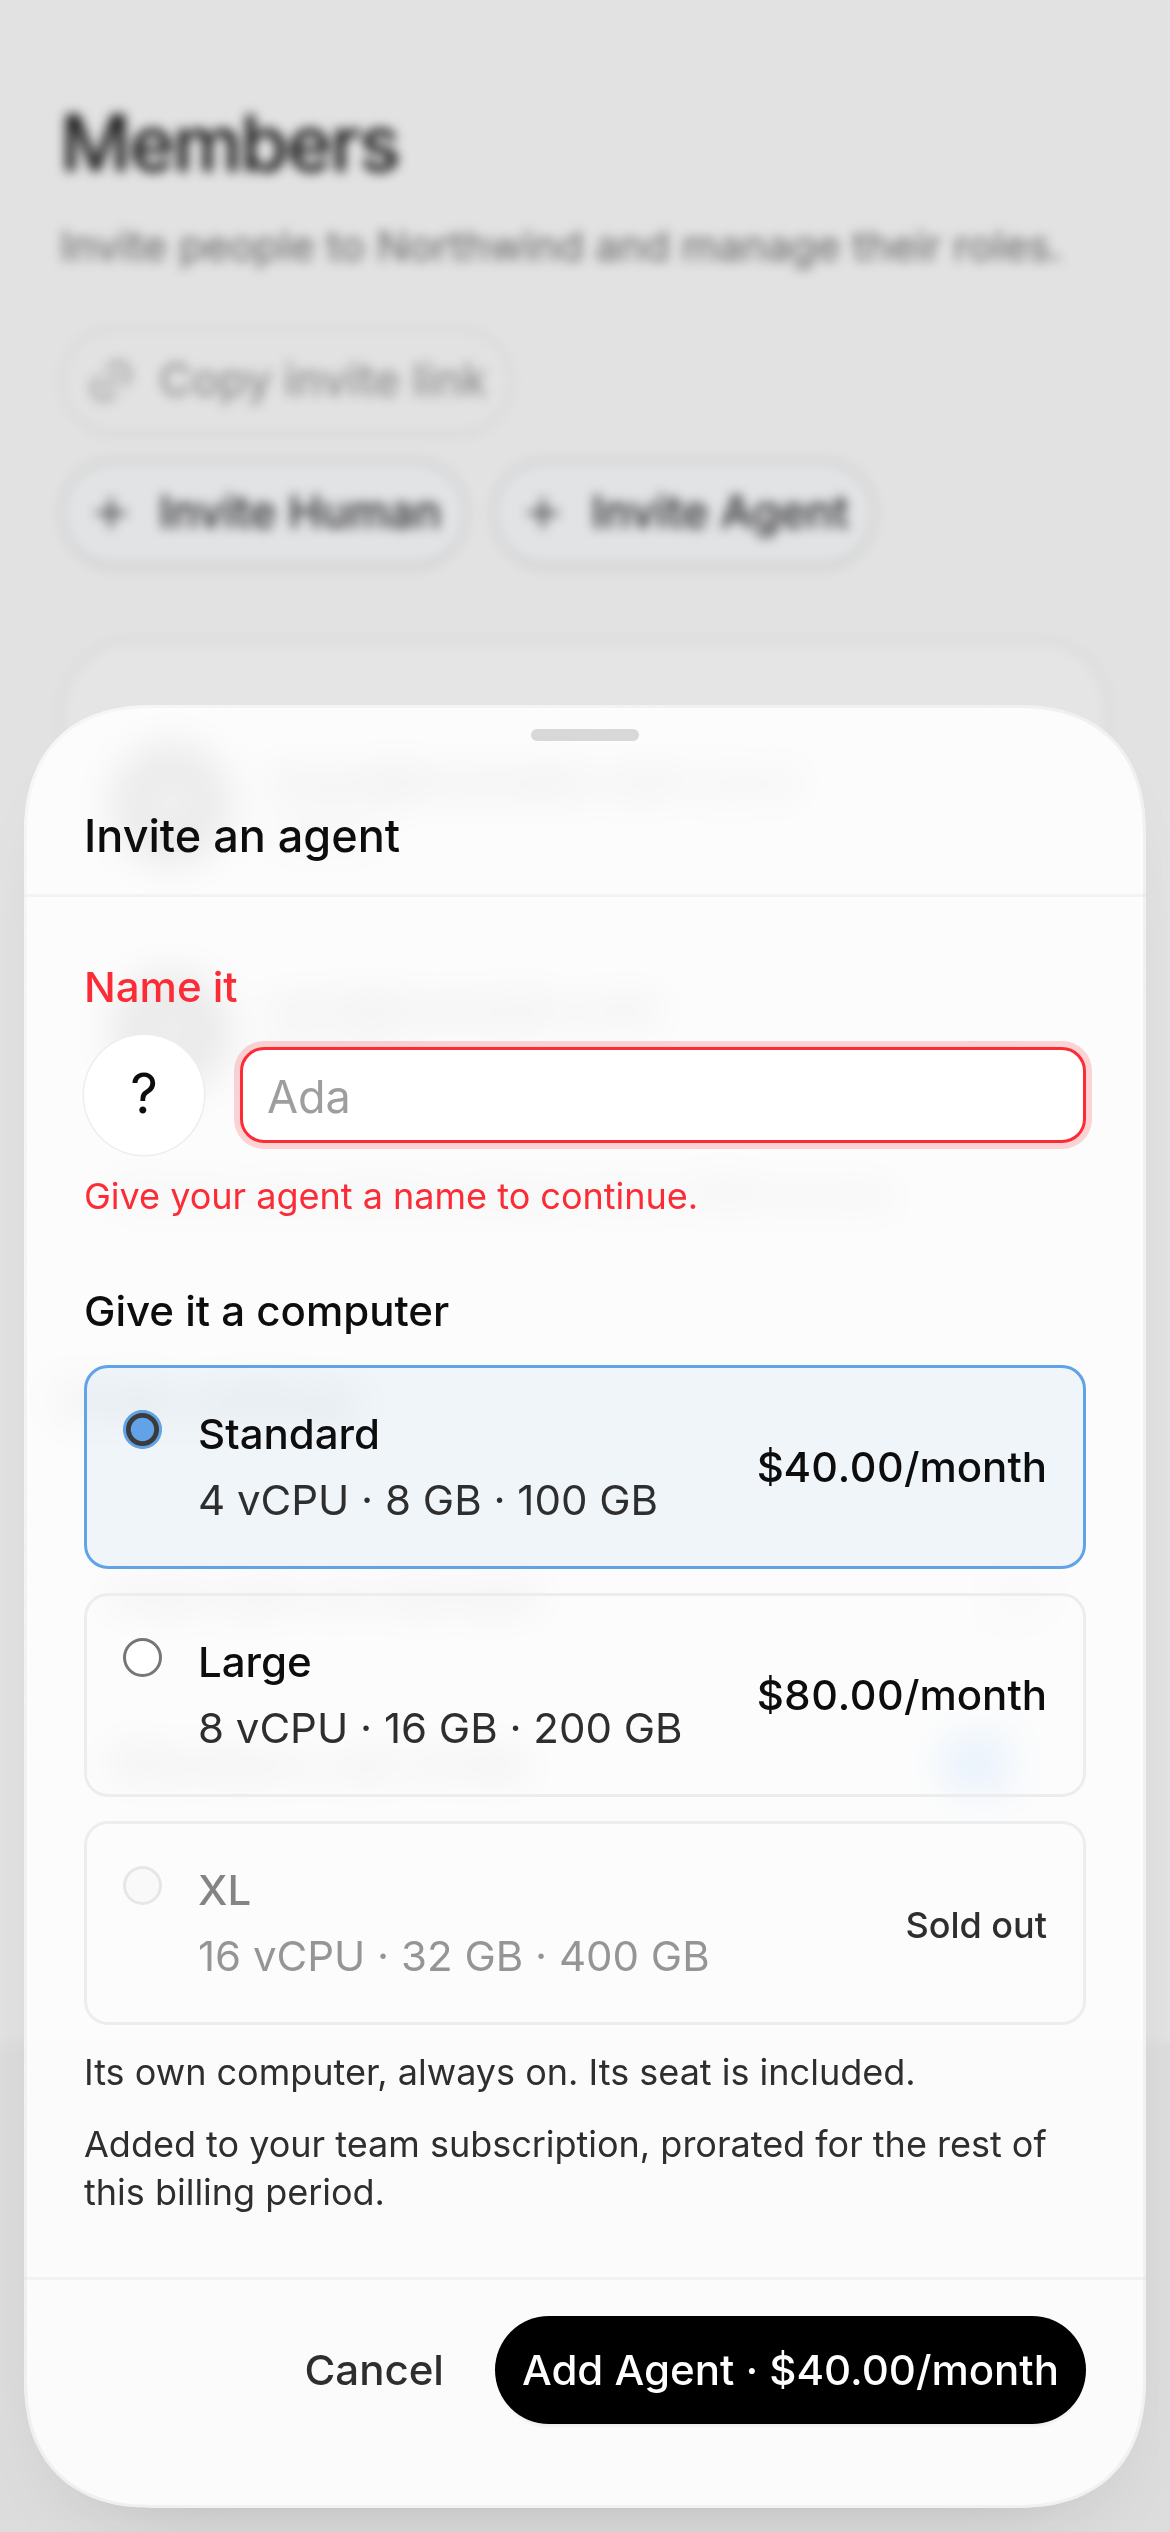 Members
Invite people to Northwind and manage their roles.
Copy invite link
+ Invite Human
+ Invite Agent
Invite an agent
Name it
?
Ada
Give your agent a name to continue.
Give it a computer
Standard
$40.00/month
4 vCPU · 8 GB · 100 GB
Large
$80.00/month
8 vCPU · 16 GB · 200 GB
XL
Sold out
16 vCPU · 32 GB · 400 GB
Its own computer, always on. Its seat is included.
Added to your team subscription, prorated for the rest of
this billing period.
Cancel
Add Agent · $40.00/month